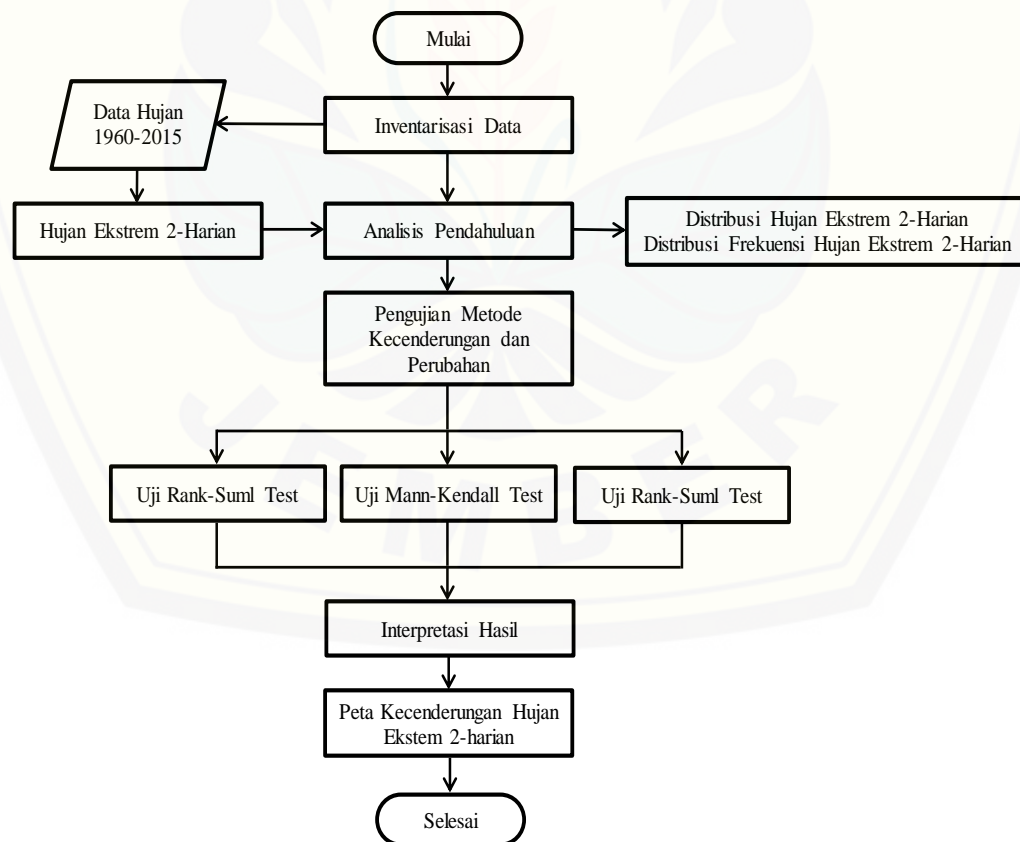 Mulai
Data Hujan
1960-2015
Inventarisasi Data
Hujan Ekstrem 2-Harian
Analisis Pendahuluan
Distribusi Hujan Ekstrem 2-Harian
Distribusi Frekuensi Hujan Ekstrem 2-Harian
Pengujian Metode
Kecenderungan dan
Perubahan
JEMBER
Uji Rank-Suml Test
Uji Mann-Kendall Test
Uji Rank-Suml Test
Interpretasi Hasil
Peta Kecenderungan Hujan
Ekstem 2-harian
Selesai